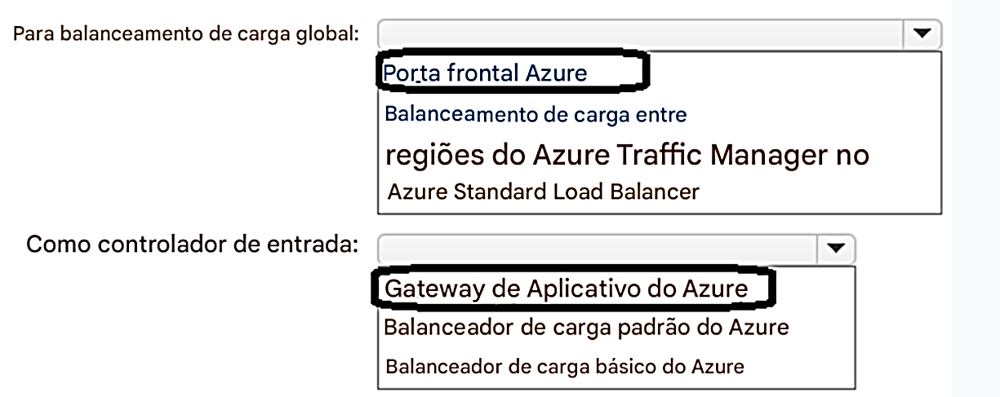 Para balanceamento de carga global:
Porta frontal Azure
Balanceamento de carga entre
regiões do Azure Traffic Manager no
Azure Standard Load Balancer
Como controlador de entrada:
Gateway de Aplicativo do Azure
Balanceador de carga padrão do Azure
Balanceador de carga básico do Azure